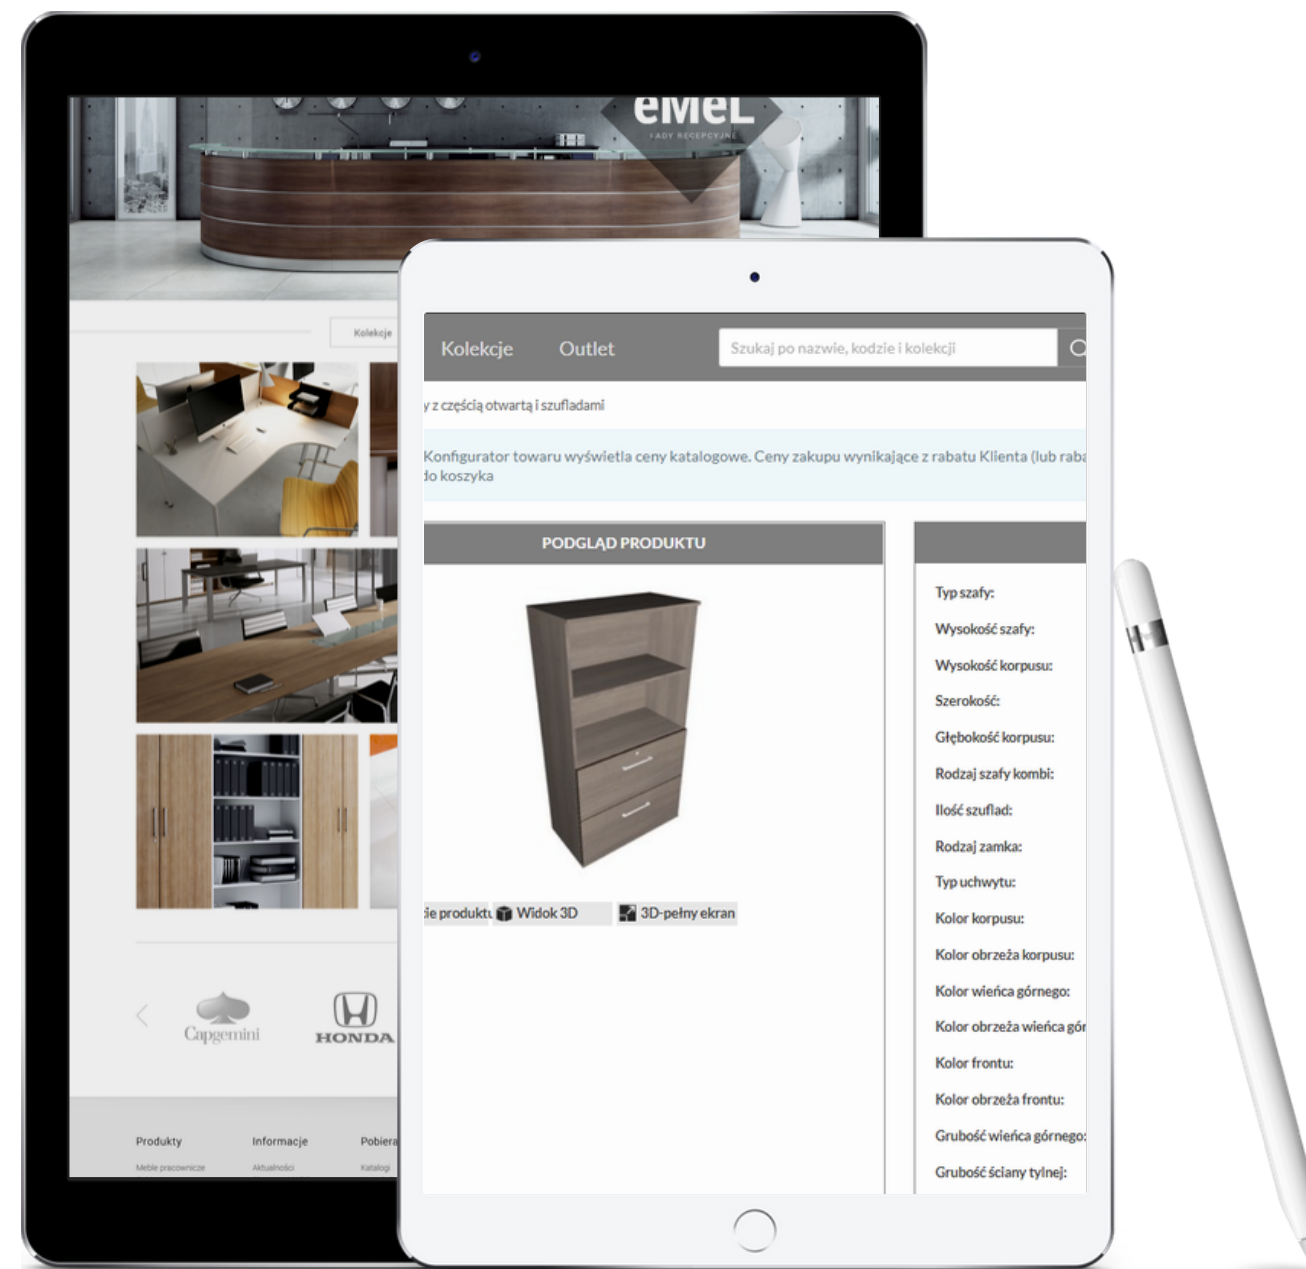 eMeL
ŁADY RECEPCYJNE
Kolekcje
Capgemini
HONDA
Produkty
Informacje
Pobiera
Meble pracownicze
Aktualności
Katalogi
Kolekcje
Outlet
Szukaj po nazwie, kodzie i kolekcji
y z częścią otwartą i szufladami
Konfigurator towaru wyświetla ceny katalogowe. Ceny zakupu wynikające z rabatu Klienta (lub raba
do koszyka
PODGLĄD PRODUKTU
ie produktu
Widok 3D
3D-pełny ekran
Typ szafy:
Wysokość szafy:
Wysokość korpusu:
Szerokość:
Głębokość korpusu:
Rodzaj szafy kombi:
Ilość szuflad:
Rodzaj zamka:
Typ uchwytu:
Kolor korpusu:
Kolor obrzeża korpusu:
Kolor wieńca górnego:
Kolor obrzeża wieńca gór
Kolor frontu:
Kolor obrzeża frontu:
Grubość wieńca górnego:
Grubość ściany tylnej: